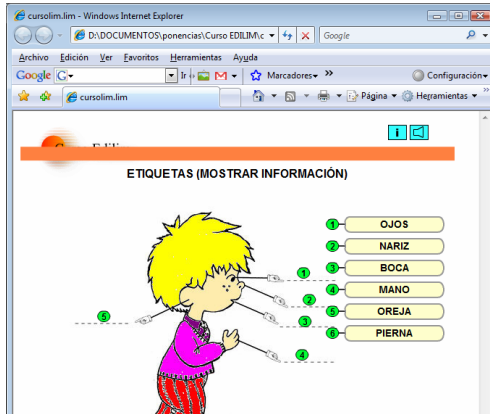 cursolim.lim - Windows Internet Explorer
D:\DOCUMENTOS\ponencias\Curso EDILIM\c
Google
Archivo Edición Ver Favoritos Herramientas Ayuda
Google G Ir M Marcadores Configuración
cursolim.lim Página Herramientas
i
ETIQUETAS (MOSTRAR INFORMACIÓN)
1 OJOS
2 NARIZ
3 BOCA
4 MANO
5 OREJA
6 PIERNA
1
2
5
3
4